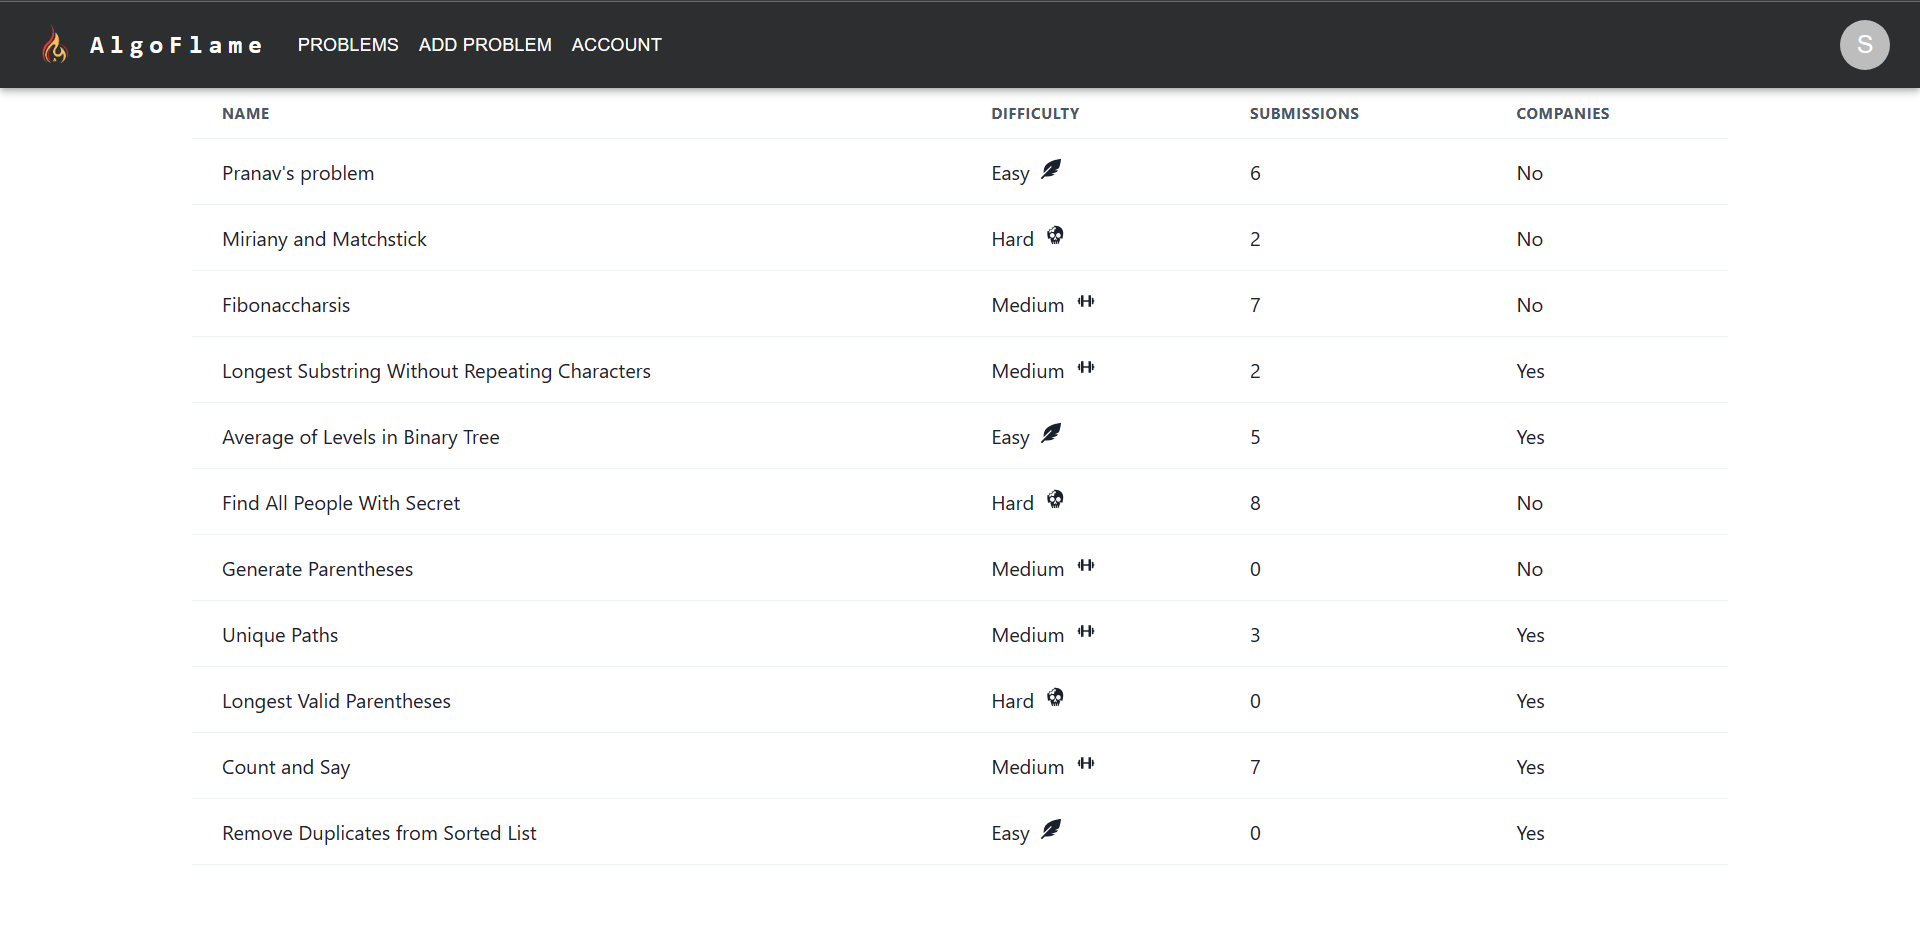 AlgoFlame PROBLEMS ADD PROBLEM ACCOUNT S
NAME DIFFICULTY SUBMISSIONS COMPANIES
Pranav's problem Easy 6 No
Miriany and Matchstick Hard 2 No
Fibonaccharsis Medium 7 No
Longest Substring Without Repeating Characters Medium 2 Yes
Average of Levels in Binary Tree Easy 5 Yes
Find All People With Secret Hard 8 No
Generate Parentheses Medium 0 No
Unique Paths Medium 3 Yes
Longest Valid Parentheses Hard 0 Yes
Count and Say Medium 7 Yes
Remove Duplicates from Sorted List Easy 0 Yes